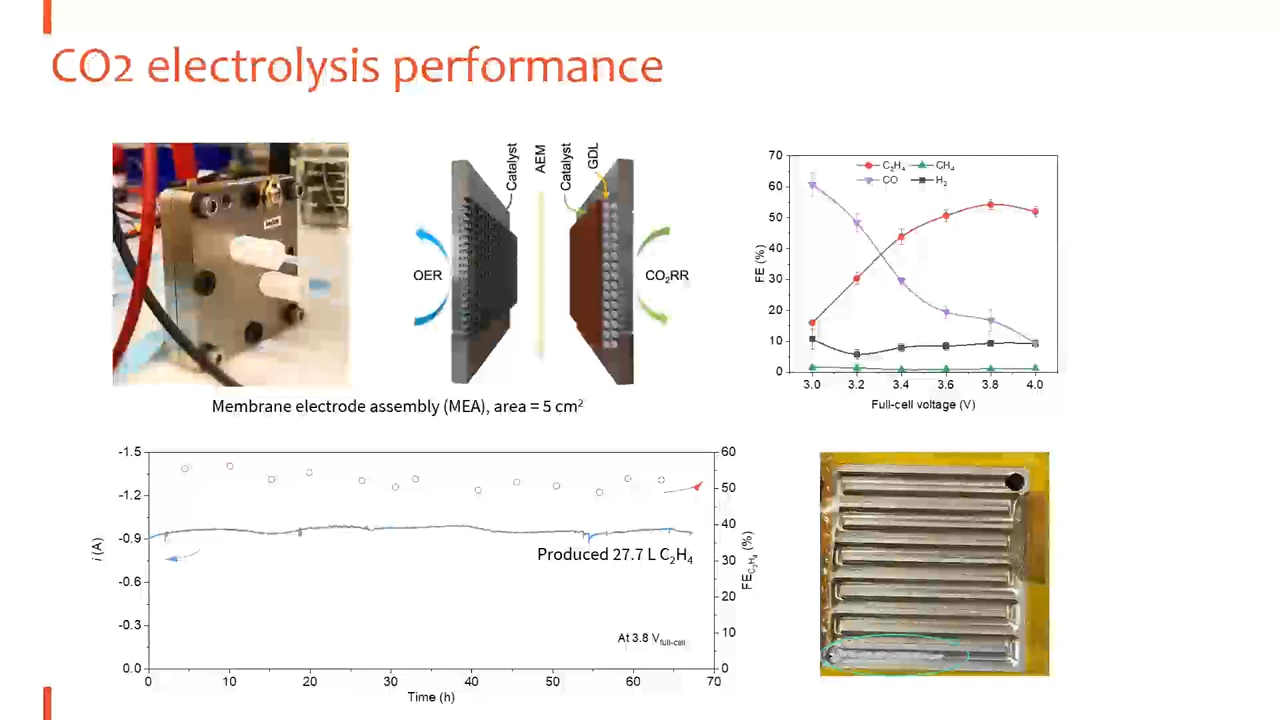 CO2 electrolysis performance
Catalyst
AEM
Catalyst
GDL
OER
CO₂RR
Membrane electrode assembly (MEA), area = 5 cm²
70
60
50
40
30
20
10
0
FE (%)
C₂H₄
CH₄
CO
H₂
3.0 3.2 3.4 3.6 3.8 4.0
Full-cell voltage (V)
-1.5
-1.2
-0.9
-0.6
-0.3
0.0
i (A)
60
50
40
30
20
10
0
FE C₂H₄ (%)
Produced 27.7 L C₂H₄
At 3.8 V full-cell
0 10 20 30 40 50 60 70
Time (h)